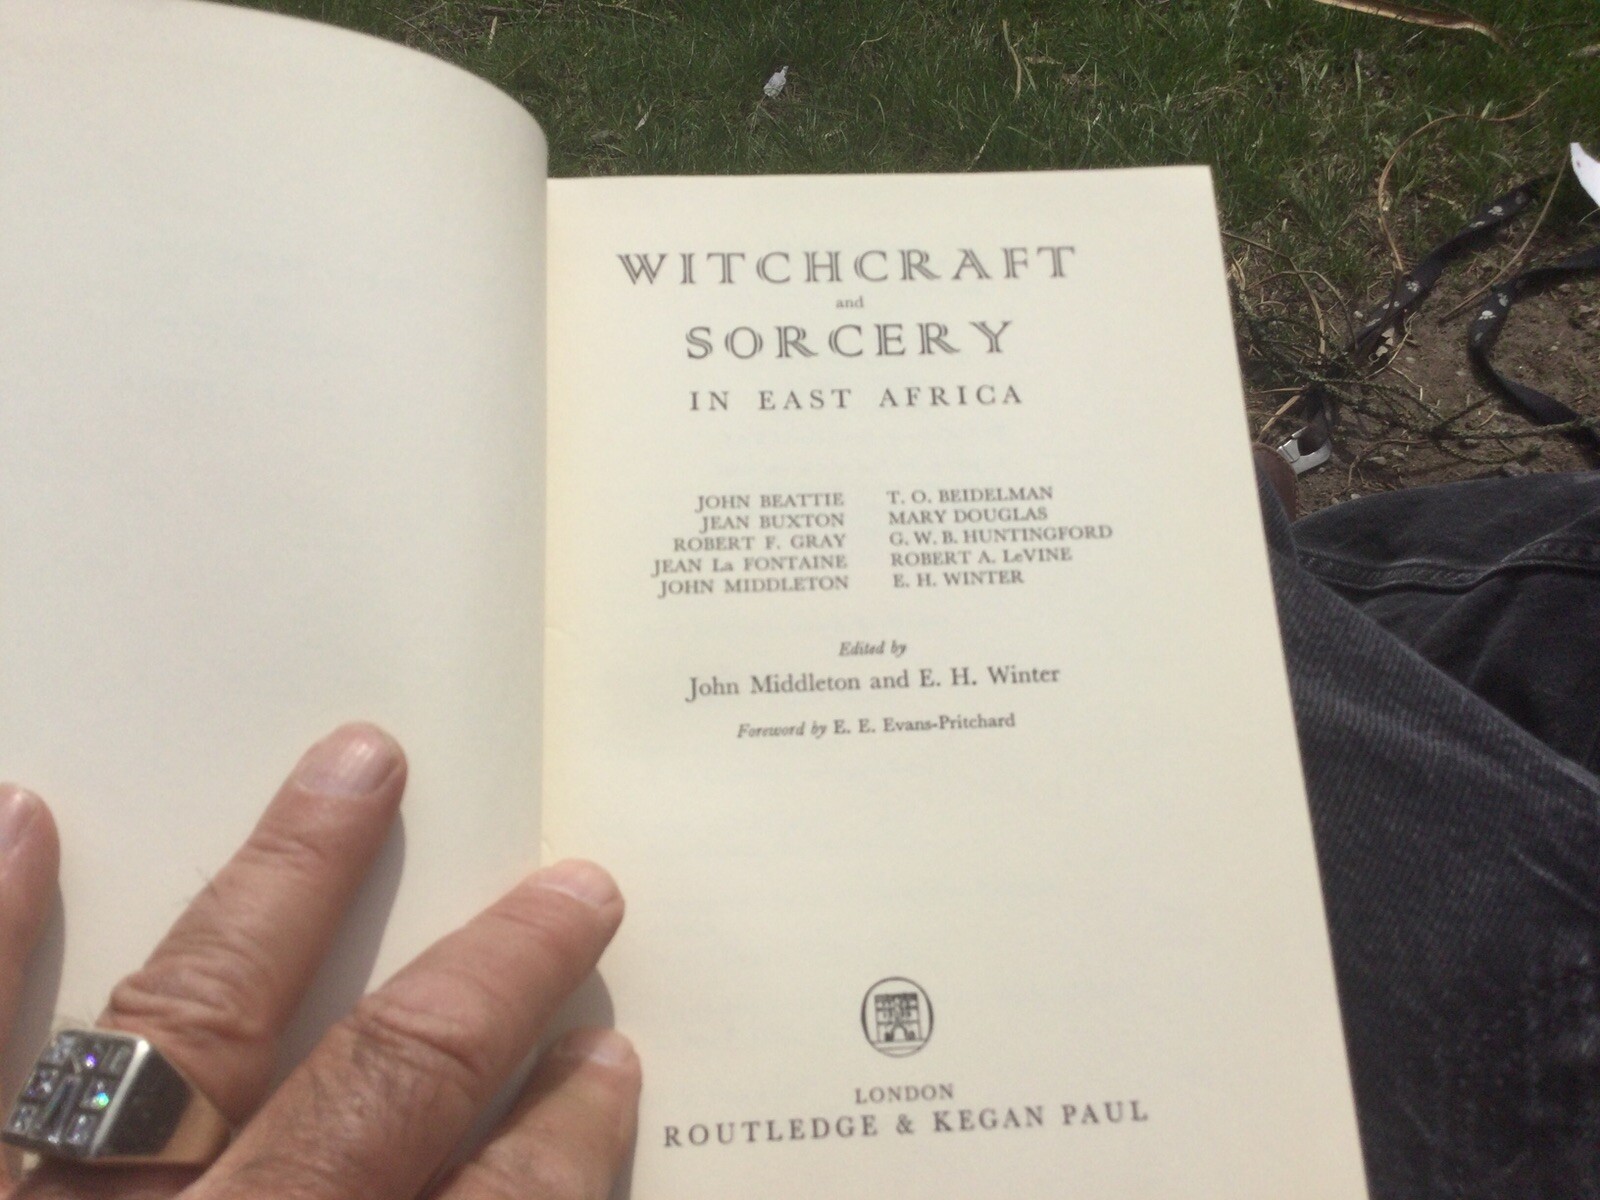 WITCHCRAFT
and
SORCERY
IN EAST AFRICA
JOHN BEATTIE
JEAN BUXTON
ROBERT F. GRAY
JEAN La FONTAINE
JOHN MIDDLETON
T. O. BEIDELMAN
MARY DOUGLAS
G. W. B. HUNTINGFORD
ROBERT A. LeVINE
E. H. WINTER
Edited by
John Middleton and E. H. Winter
Foreword by E. E. Evans-Pritchard
LONDON
ROUTLEDGE & KEGAN PAUL